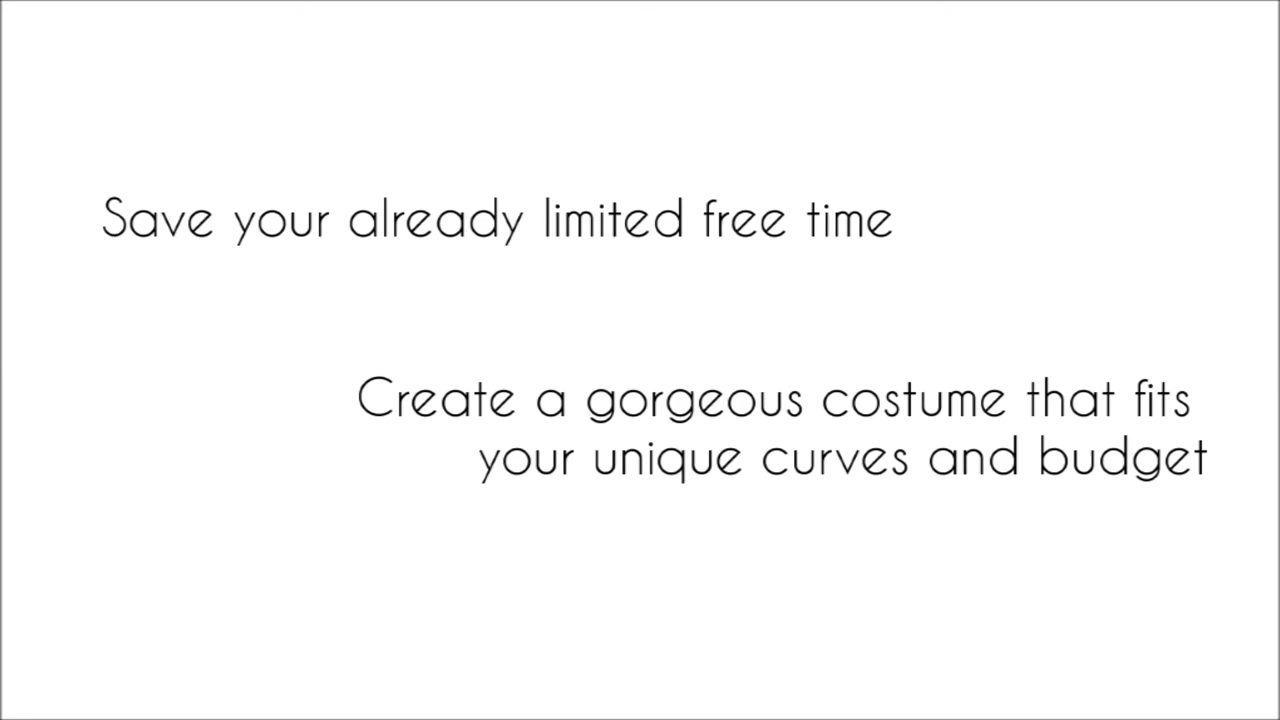 Save your already limited free time
Create a gorgeous costume that fits
your unique curves and budget